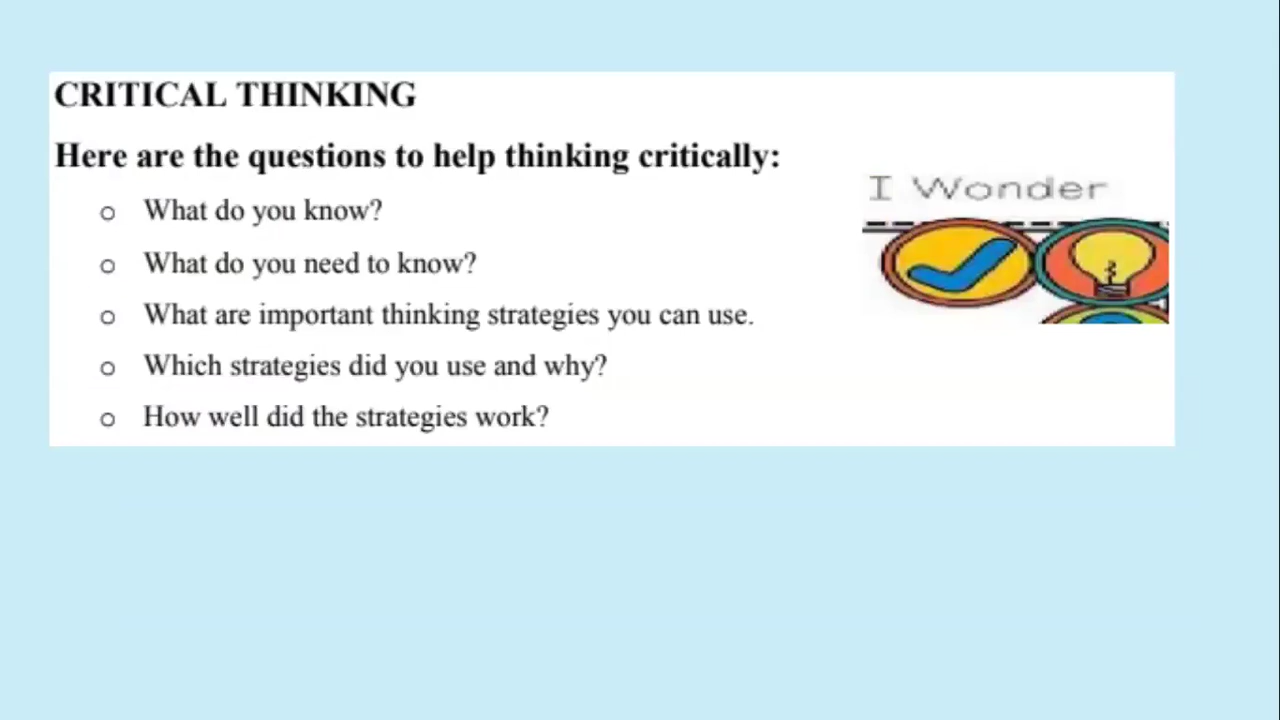 CRITICAL THINKING
Here are the questions to help thinking critically:
I Wonder
o What do you know?
o What do you need to know?
o What are important thinking strategies you can use.
o Which strategies did you use and why?
o How well did the strategies work?